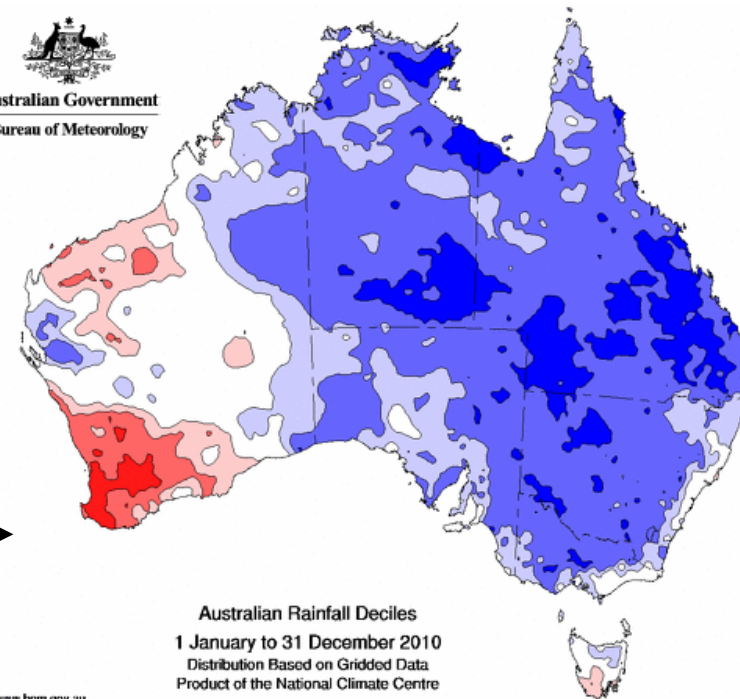 ustralian Government
Bureau of Meteorology
Australian Rainfall Deciles
1 January to 31 December 2010
Distribution Based on Gridded Data
Product of the National Climate Centre